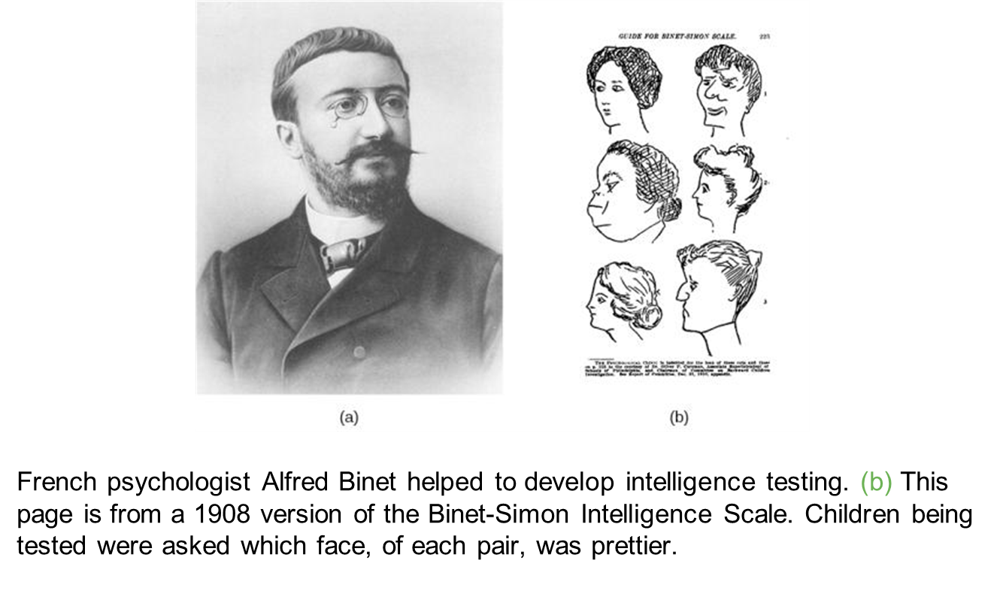 GUIDE FOR BINET-SIMON SCALE. 225
1
2
3
(a)
(b)
French psychologist Alfred Binet helped to develop intelligence testing. (b) This
page is from a 1908 version of the Binet-Simon Intelligence Scale. Children being
tested were asked which face, of each pair, was prettier.